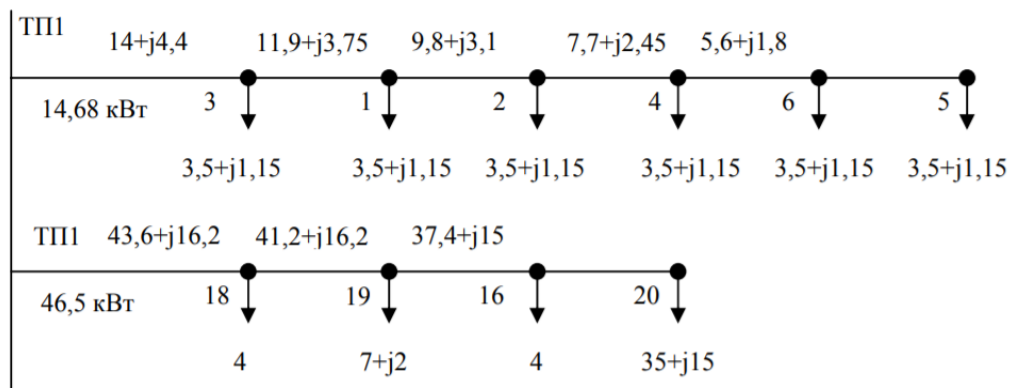 ТП1
14+j4,4 11,9+j3,75 9,8+j3,1 7,7+j2,45 5,6+j1,8
14,68 кВт 3 1 2 4 6 5
3,5+j1,15 3,5+j1,15 3,5+j1,15 3,5+j1,15 3,5+j1,15 3,5+j1,15
ТП1 43,6+j16,2 41,2+j16,2 37,4+j15
46,5 кВт 18 19 16 20
4 7+j2 4 35+j15